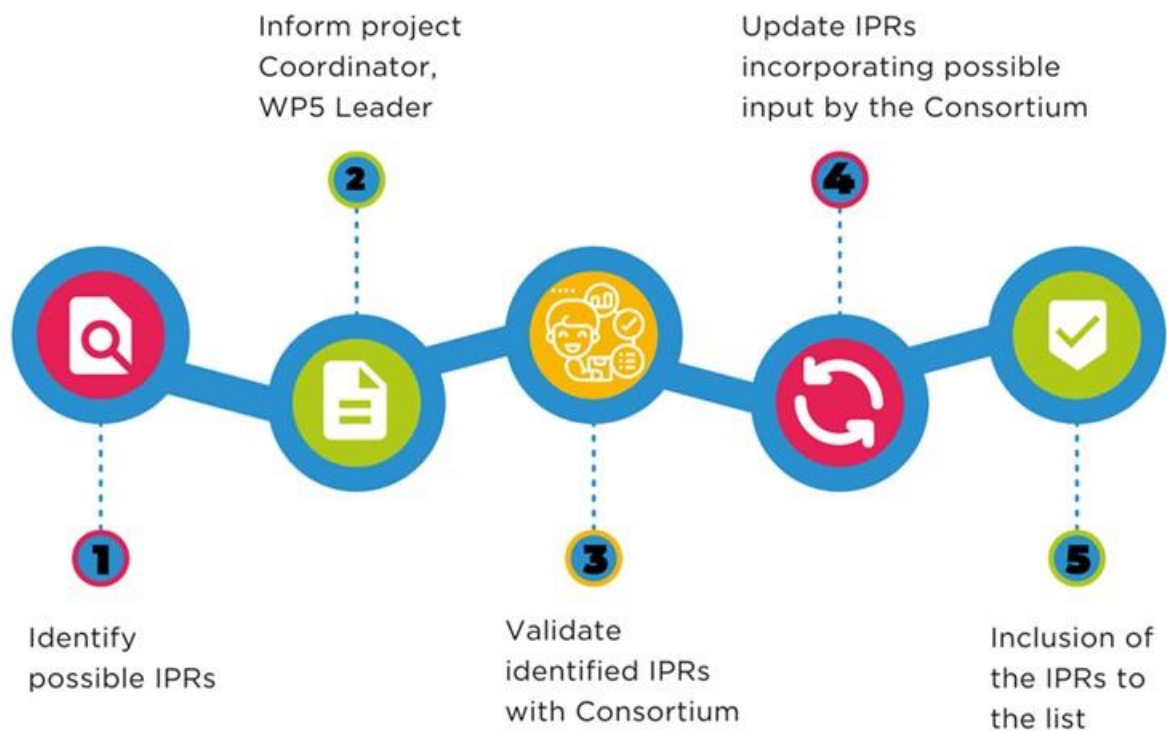 1
Identify
possible IPRs
Inform project
Coordinator,
WP5 Leader
2
3
Validate
identified IPRs
with Consortium
Update IPRs
incorporating possible
input by the Consortium
4
5
Inclusion of
the IPRs to
the list